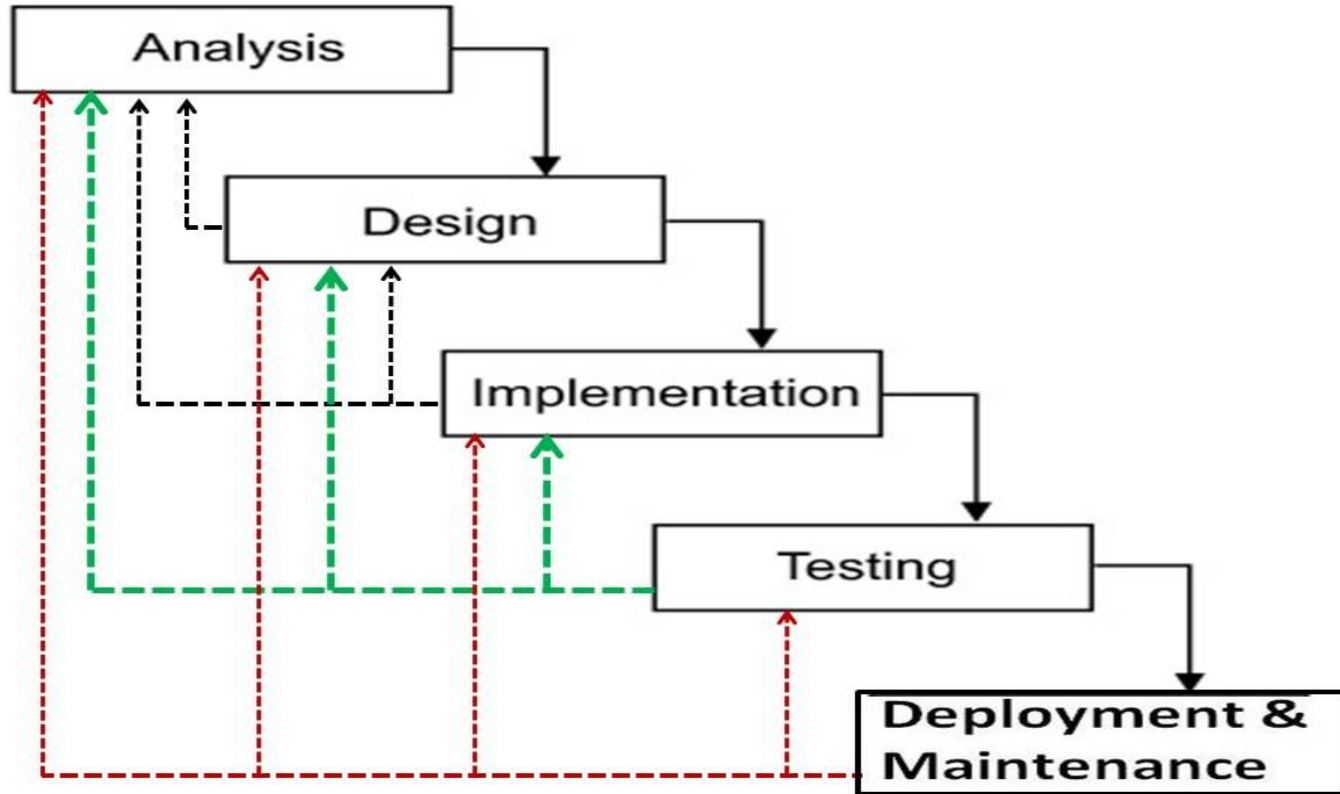 Analysis
Design
Implementation
Testing
Deployment &
Maintenance